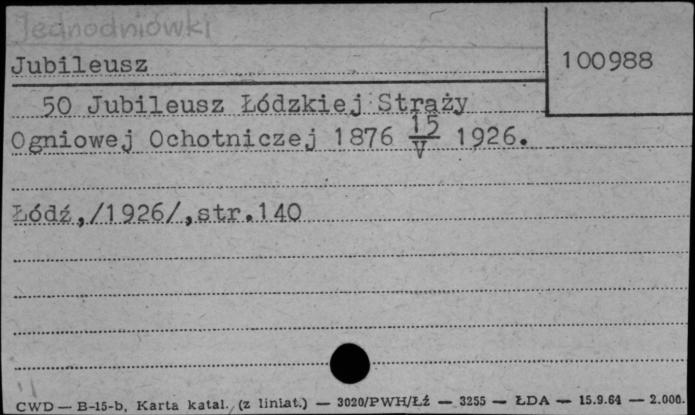 Jednodniówki
Jubileusz
100988
50 Jubileusz Łódzkiej Straży
Ogniowej Ochotniczej 1876 15/V 1926.
Łódź,/1926/,str.140
CWD — B-15-b, Karta katal. (z liniat.) — 3020/PWH/Łż — 3255 — ŁDA — 15.9.64 — 2.000.